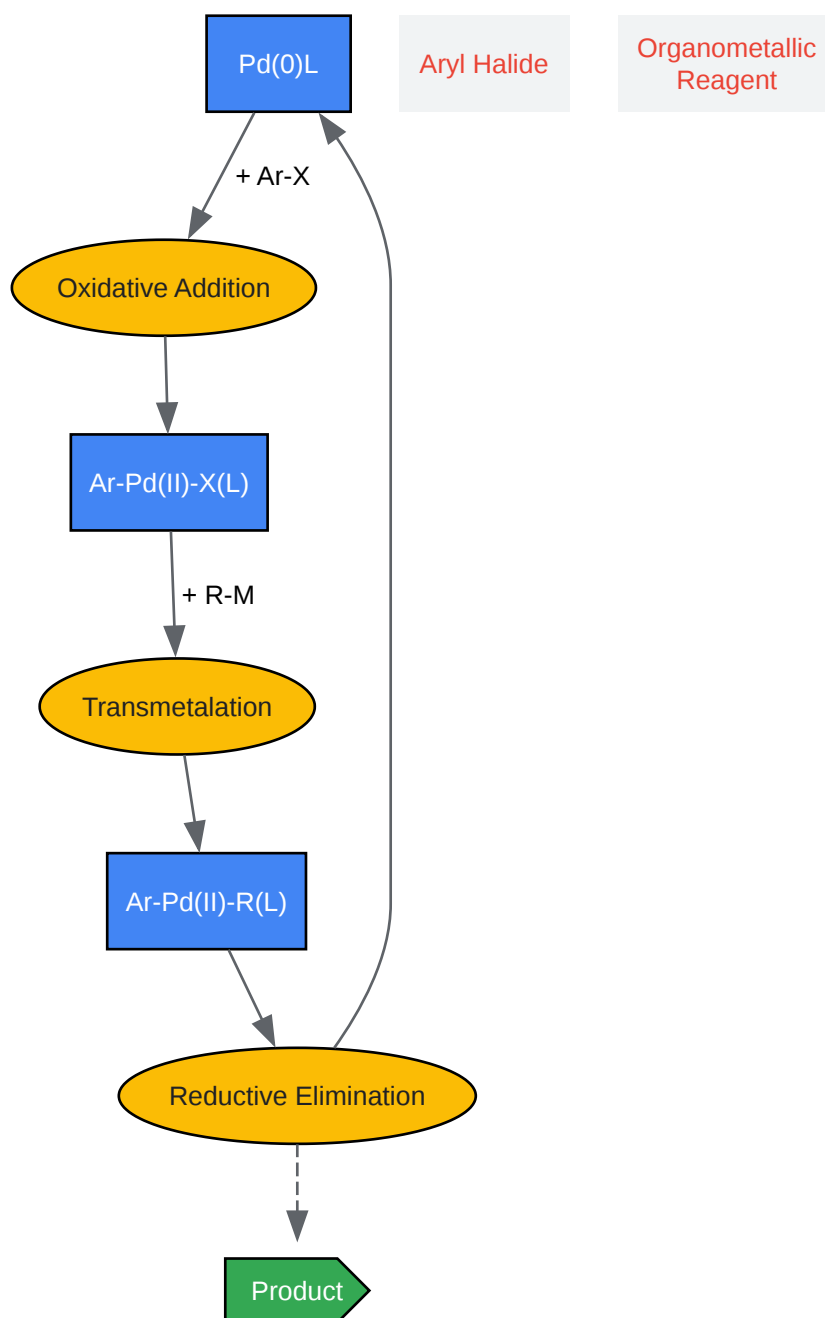 Pd(0)L
Aryl Halide
Organometallic
Reagent
+ Ar-X
Oxidative Addition
Ar-Pd(II)-X(L)
+ R-M
Transmetalation
Ar-Pd(II)-R(L)
Reductive Elimination
Product